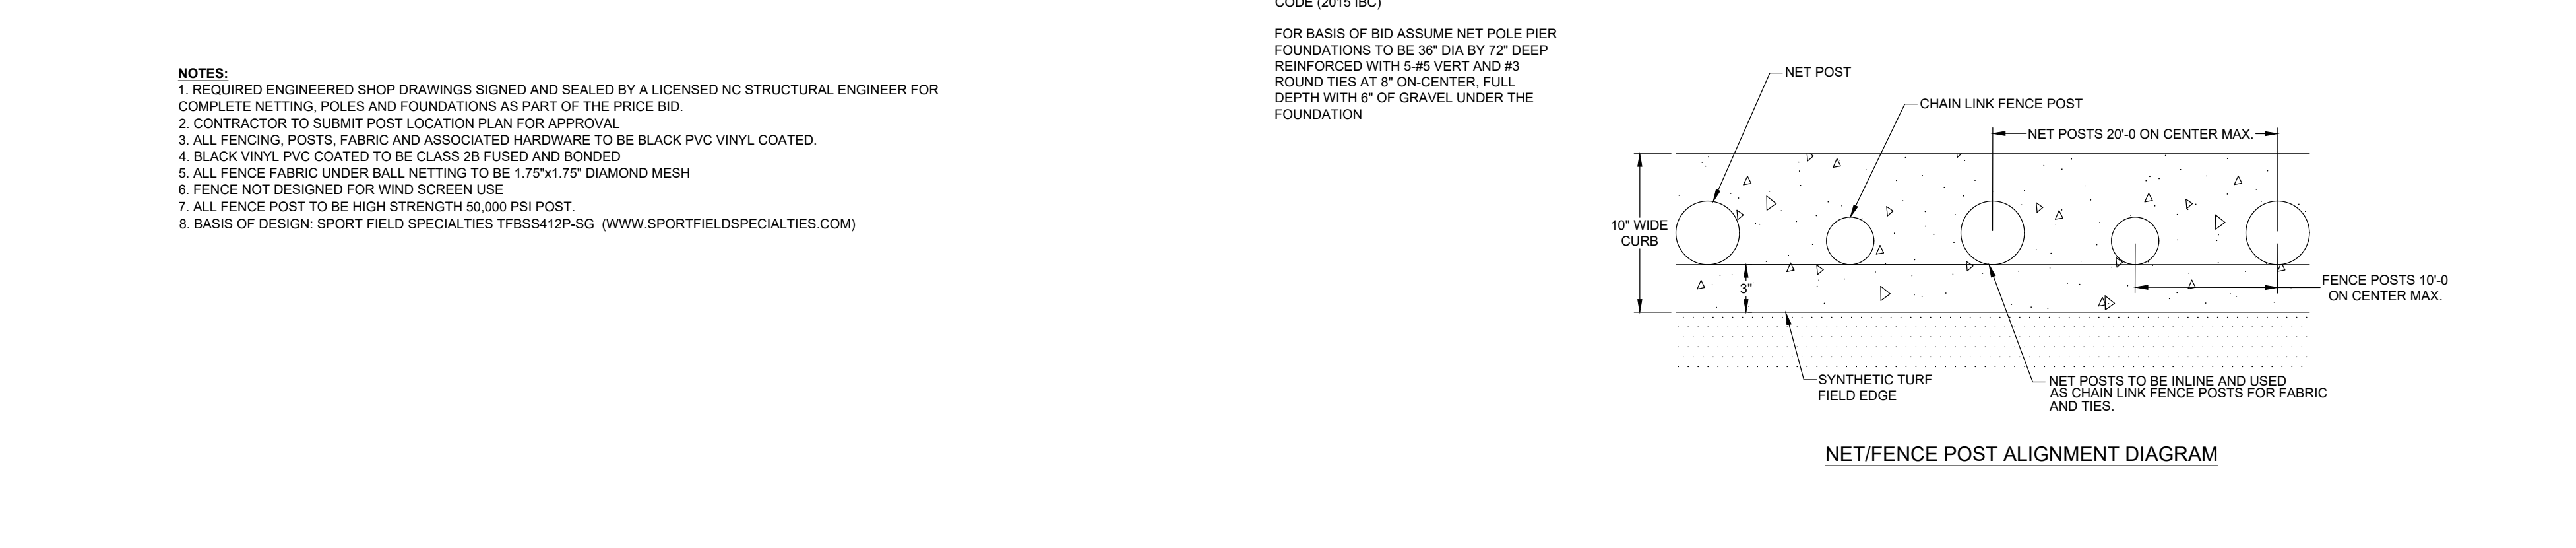 NOTES:
1. REQUIRED ENGINEERED SHOP DRAWINGS SIGNED AND SEALED BY A LICENSED NC STRUCTURAL ENGINEER FOR
COMPLETE NETTING, POLES AND FOUNDATIONS AS PART OF THE PRICE BID.
2. CONTRACTOR TO SUBMIT POST LOCATION PLAN FOR APPROVAL
3. ALL FENCING, POSTS, FABRIC AND ASSOCIATED HARDWARE TO BE BLACK PVC VINYL COATED.
4. BLACK VINYL PVC COATED TO BE CLASS 2B FUSED AND BONDED
5. ALL FENCE FABRIC UNDER BALL NETTING TO BE 1.75"x1.75" DIAMOND MESH
6. FENCE NOT DESIGNED FOR WIND SCREEN USE
7. ALL FENCE POST TO BE HIGH STRENGTH 50,000 PSI POST.
8. BASIS OF DESIGN: SPORT FIELD SPECIALTIES TFBSS412P-SG (WWW.SPORTFIELDSPECIALTIES.COM)
CODE (2015 IBC)
FOR BASIS OF BID ASSUME NET POLE PIER
FOUNDATIONS TO BE 36" DIA BY 72" DEEP
REINFORCED WITH 5-#5 VERT AND #3
ROUND TIES AT 8" ON-CENTER, FULL
DEPTH WITH 6" OF GRAVEL UNDER THE
FOUNDATION
NET POST
CHAIN LINK FENCE POST
NET POSTS 20'-0 ON CENTER MAX.
10" WIDE
CURB
3"
FENCE POSTS 10'-0
ON CENTER MAX.
SYNTHETIC TURF
FIELD EDGE
NET POSTS TO BE INLINE AND USED
AS CHAIN LINK FENCE POSTS FOR FABRIC
AND TIES.
NET/FENCE POST ALIGNMENT DIAGRAM